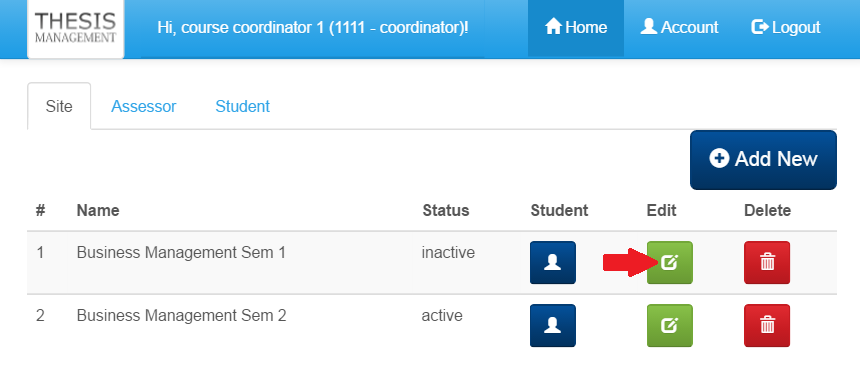 THESIS
MANAGEMENT
Hi, course coordinator 1 (1111 - coordinator)!
Home
Account
Logout
Site
Assessor
Student
Add New
# Name Status Student Edit Delete
1 Business Management Sem 1 inactive
2 Business Management Sem 2 active